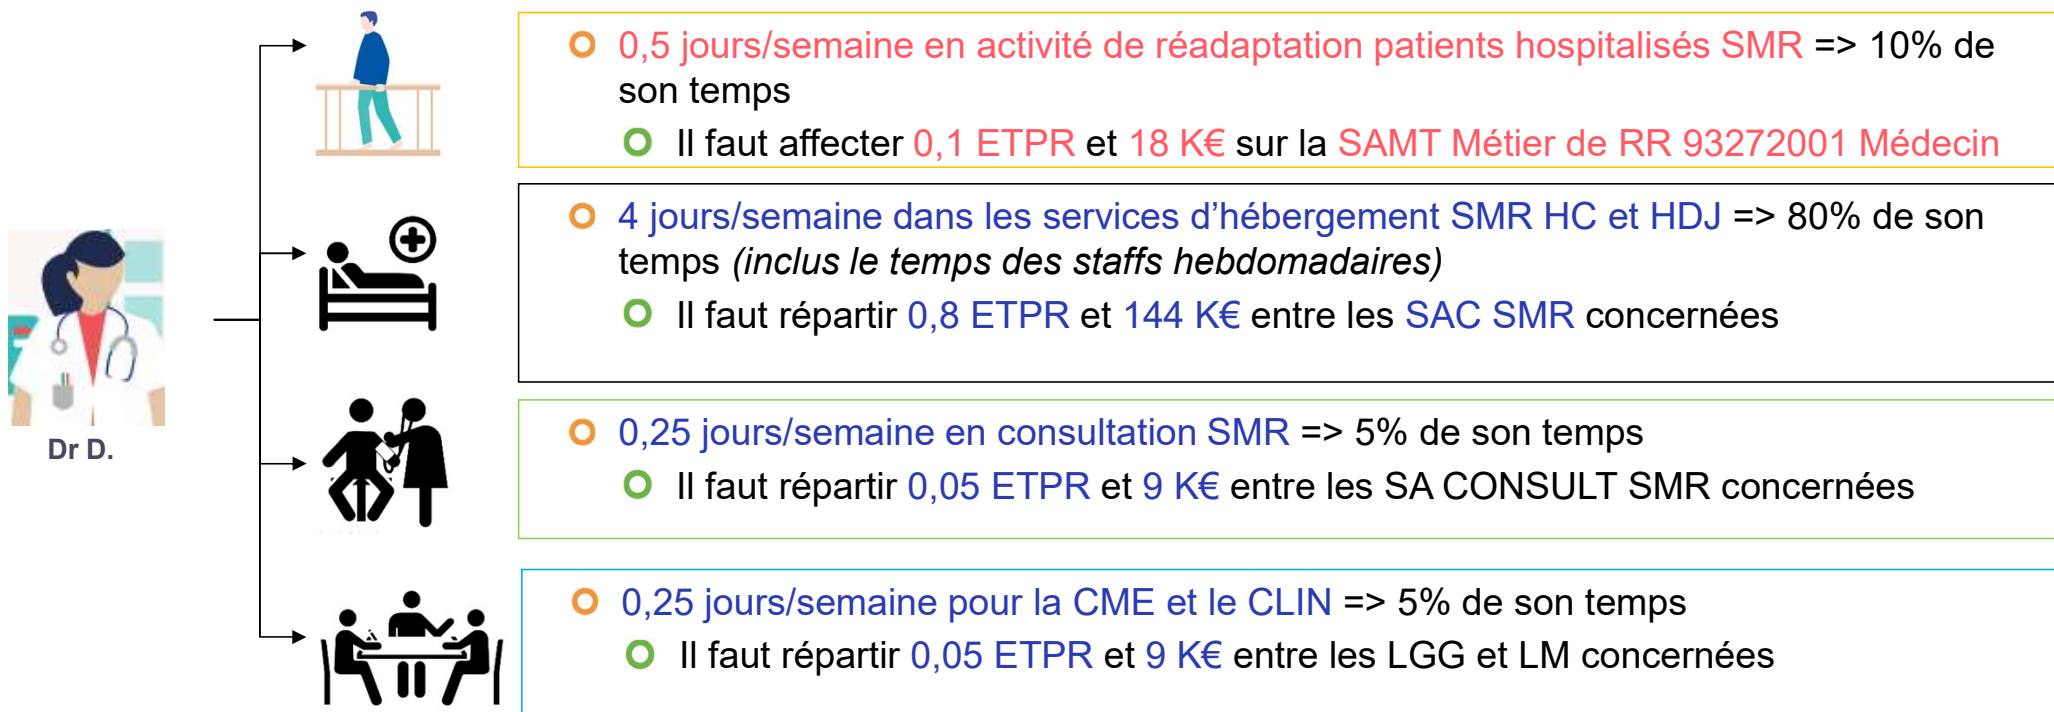 0,5 jours/semaine en activité de réadaptation patients hospitalisés SMR => 10% de
son temps
Il faut affecter 0,1 ETPR et 18 K€ sur la SAMT Métier de RR 93272001 Médecin
4 jours/semaine dans les services d’hébergement SMR HC et HDJ => 80% de son
temps (inclus le temps des staffs hebdomadaires)
Il faut répartir 0,8 ETPR et 144 K€ entre les SAC SMR concernées
Dr D.
0,25 jours/semaine en consultation SMR => 5% de son temps
Il faut répartir 0,05 ETPR et 9 K€ entre les SA CONSULT SMR concernées
0,25 jours/semaine pour la CME et le CLIN => 5% de son temps
Il faut répartir 0,05 ETPR et 9 K€ entre les LGG et LM concernées